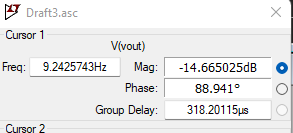 Draft3.asc
Cursor 1
V(vout)
Freq: 9.2425743Hz Mag: -14.665025dB
Phase: 88.941°
Group Delay: 318.20115µs
Cursor 2